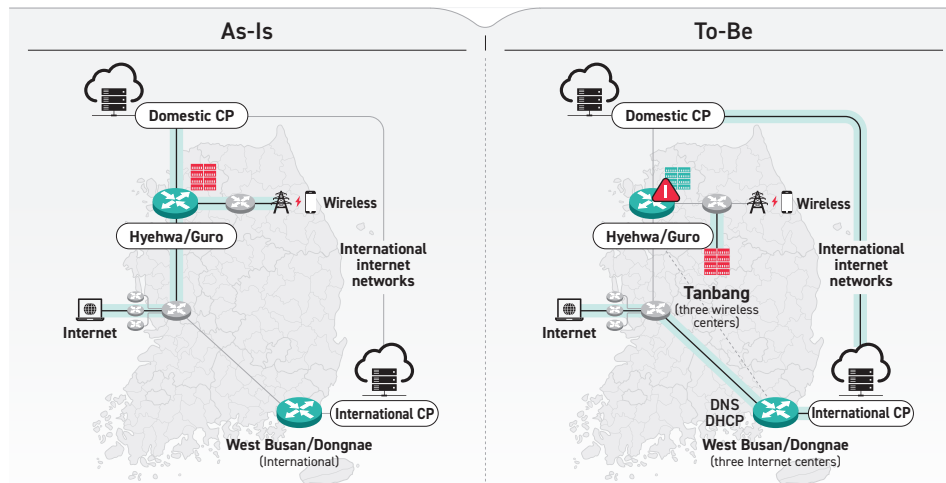 As-Is
Domestic CP
Wireless
Hyehwa/Guro
International
internet
networks
Internet
International CP
West Busan/Dongnae
(International)
To-Be
Domestic CP
Wireless
Hyehwa/Guro
International
internet
networks
Tanbang
(three wireless
centers)
Internet
DNS
DHCP
International CP
West Busan/Dongnae
(three Internet centers)